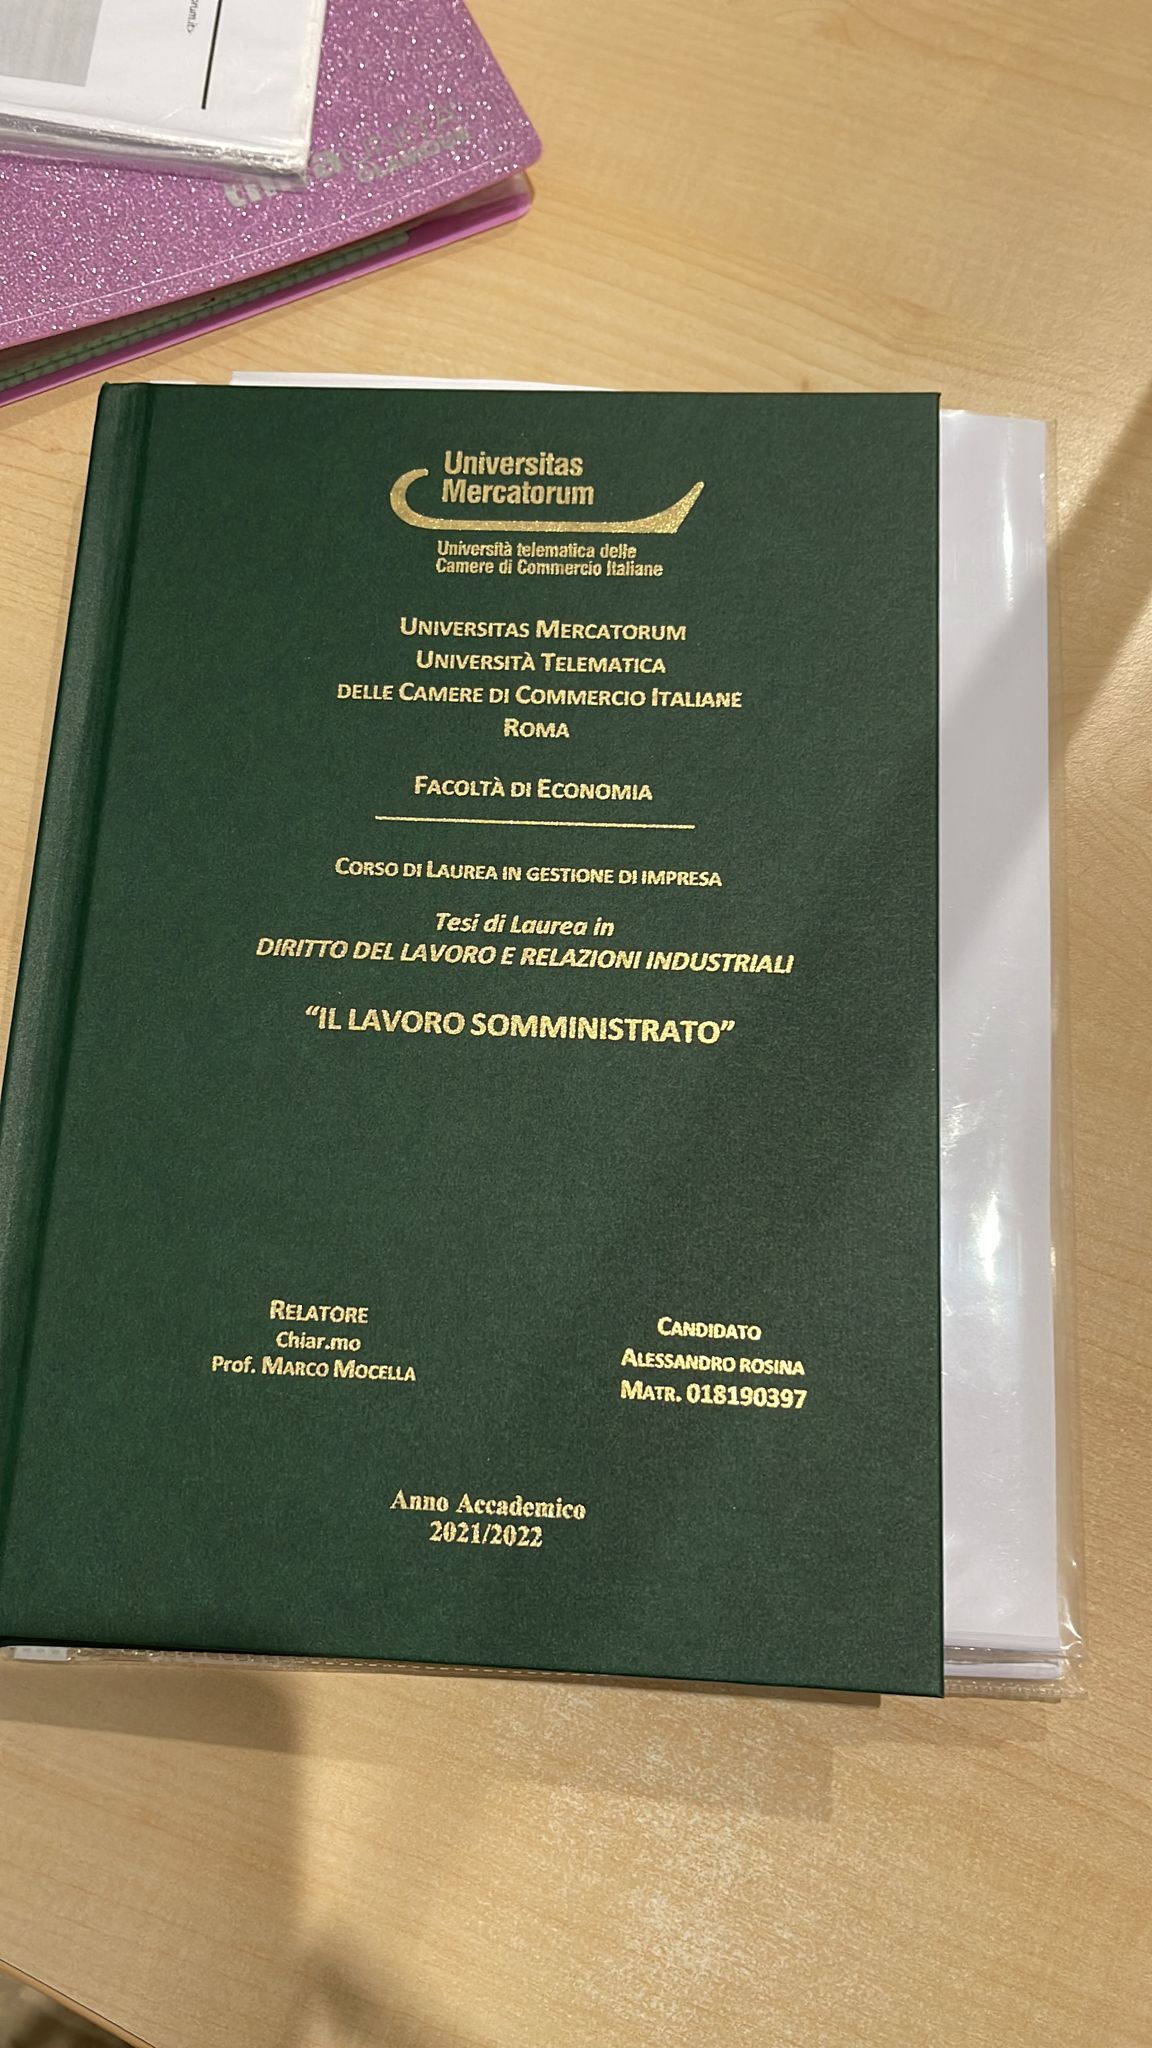 Universitas
Mercatorum
Università telematica delle
Camere di Commercio Italiane
UNIVERSITAS MERCATORUM
UNIVERSITÀ TELEMATICA
DELLE CAMERE DI COMMERCIO ITALIANE
ROMA
FACOLTÀ DI ECONOMIA
CORSO DI LAUREA IN GESTIONE DI IMPRESA
Tesi di Laurea in
DIRITTO DEL LAVORO E RELAZIONI INDUSTRIALI
“IL LAVORO SOMMINISTRATO”
RELATORE
Chiar.mo
Prof. MARCO MOCELLA
CANDIDATO
ALESSANDRO ROSINA
MATR. 018190397
Anno Accademico
2021/2022